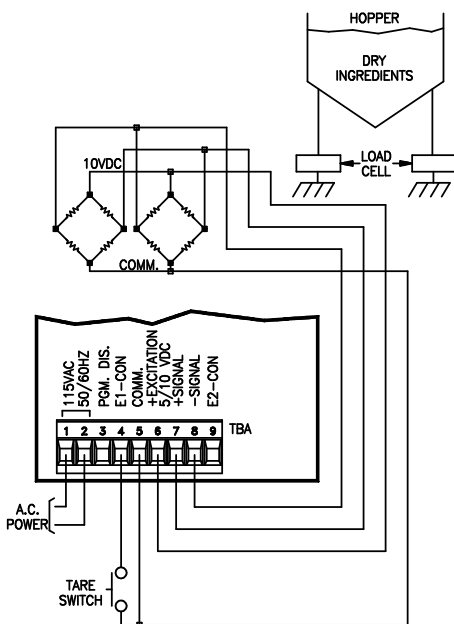 HOPPER
DRY
INGREDIENTS
LOAD
CELL
10VDC
COMM.
115VAC
50/60HZ
PGM. DIS.
E1-CON
COMM.
+EXCITATION
5/10 VDC
+SIGNAL
-SIGNAL
E2-CON
1 2 3 4 5 6 7 8 9
TBA
A.C.
POWER
TARE
SWITCH